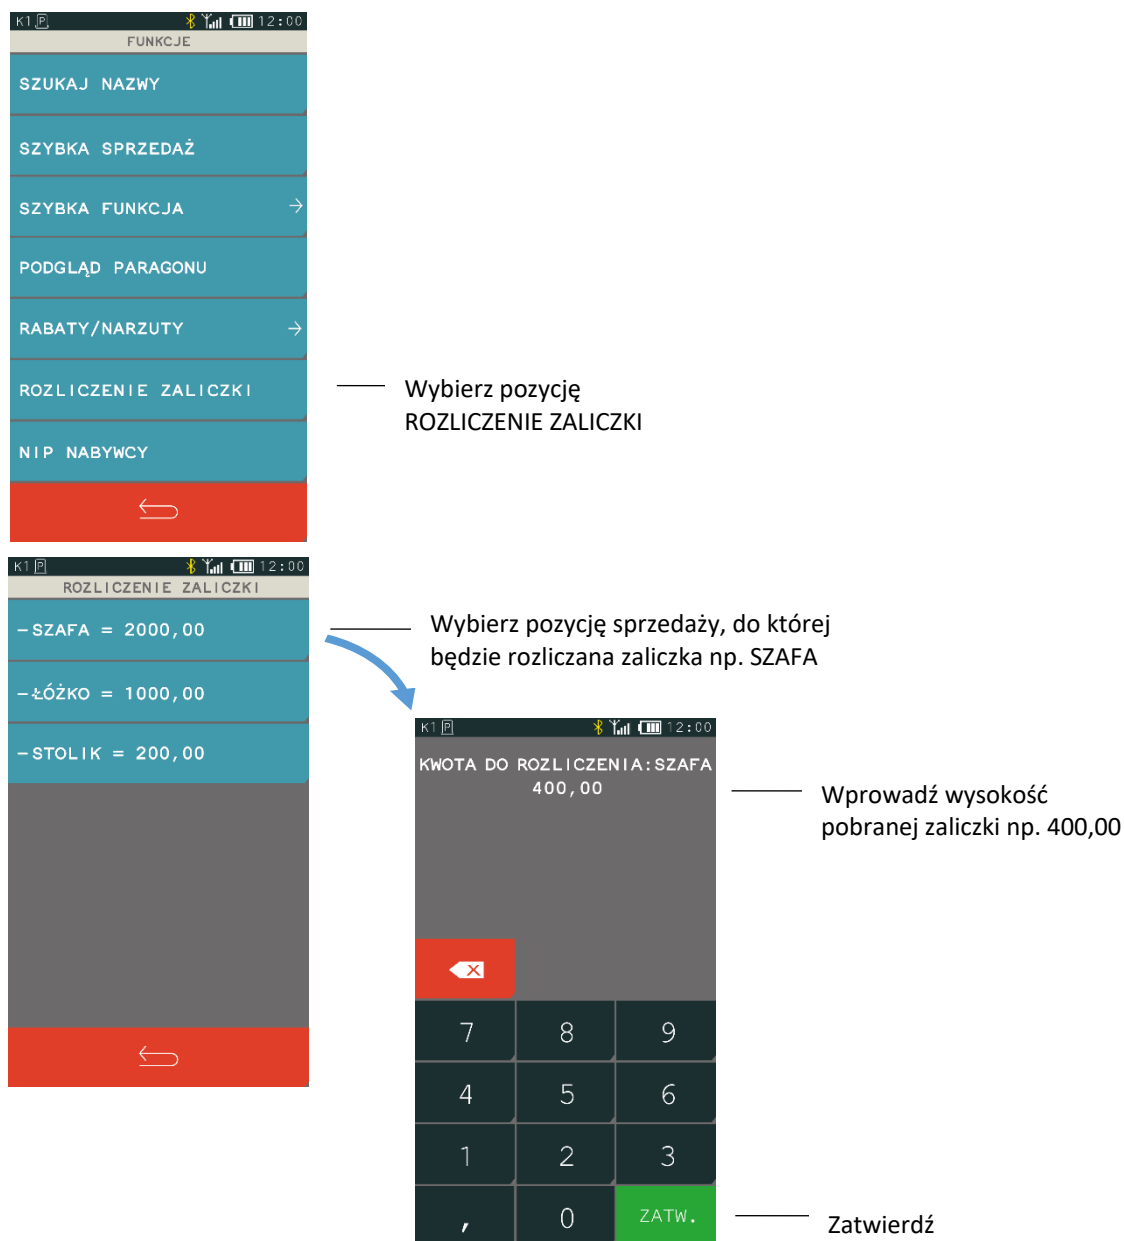 K1 P 12:00
FUNKCJE
SZUKAJ NAZWY
SZYBKA SPRZEDAŻ
SZYBKA FUNKCJA →
PODGLĄD PARAGONU
RABATY/NARZUTY →
ROZLICZENIE ZALICZKI
NIP NABYWCY
Wybierz pozycję
ROZLICZENIE ZALICZKI
K1 P 12:00
ROZLICZENIE ZALICZKI
-SZAFA = 2000,00
-ŁÓŻKO = 1000,00
-STOLIK = 200,00
Wybierz pozycję sprzedaży, do której
będzie rozliczana zaliczka np. SZAFA
K1 P 12:00
KWOTA DO ROZLICZENIA:SZAFA
400,00
Wprowadź wysokość
pobranej zaliczki np. 400,00
7 8 9
4 5 6
1 2 3
, 0 ZATW.
Zatwierdź